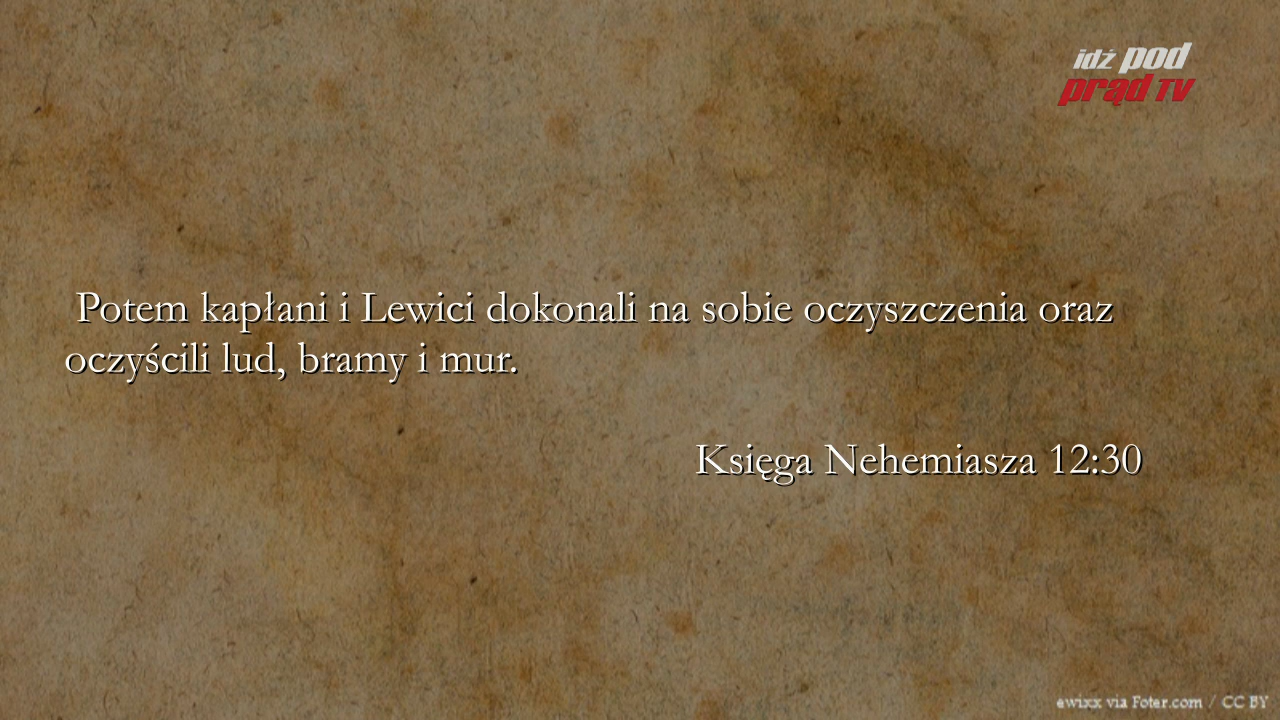 idź pod
prąd TV
Potem kapłani i Lewici dokonali na sobie oczyszczenia oraz
oczyścili lud, bramy i mur.
Księga Nehemiasza 12:30
ewixx via Foter.com / CC BY